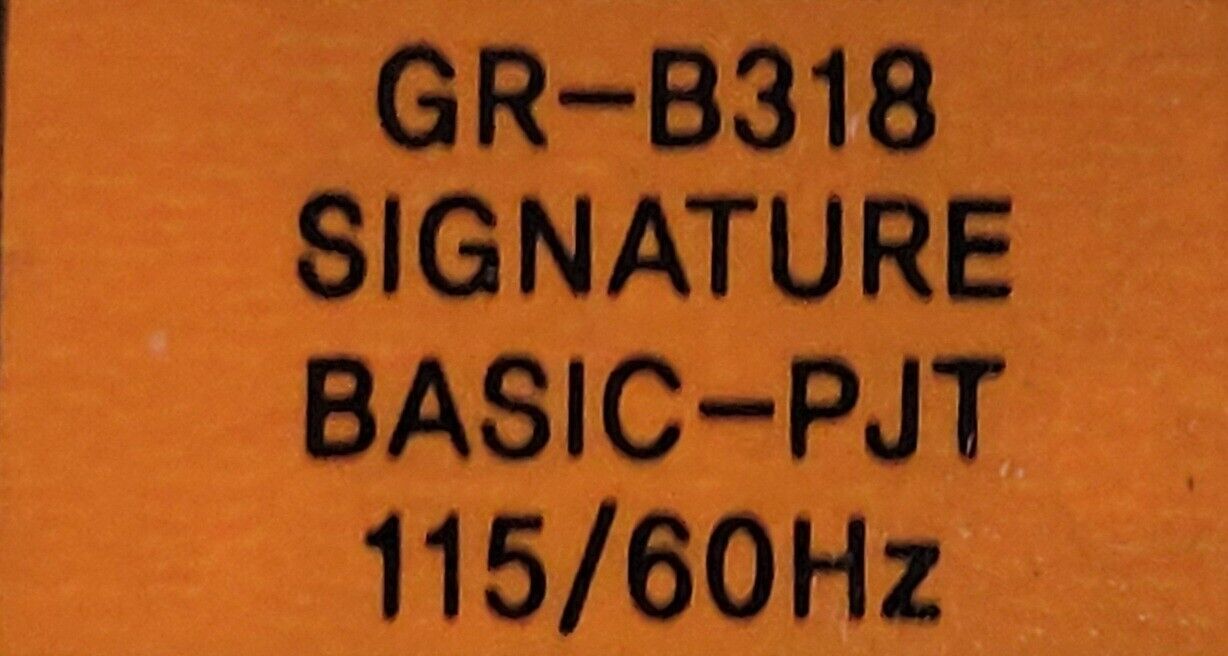 GR-B318
SIGNATURE
BASIC-PJT
115/60Hz